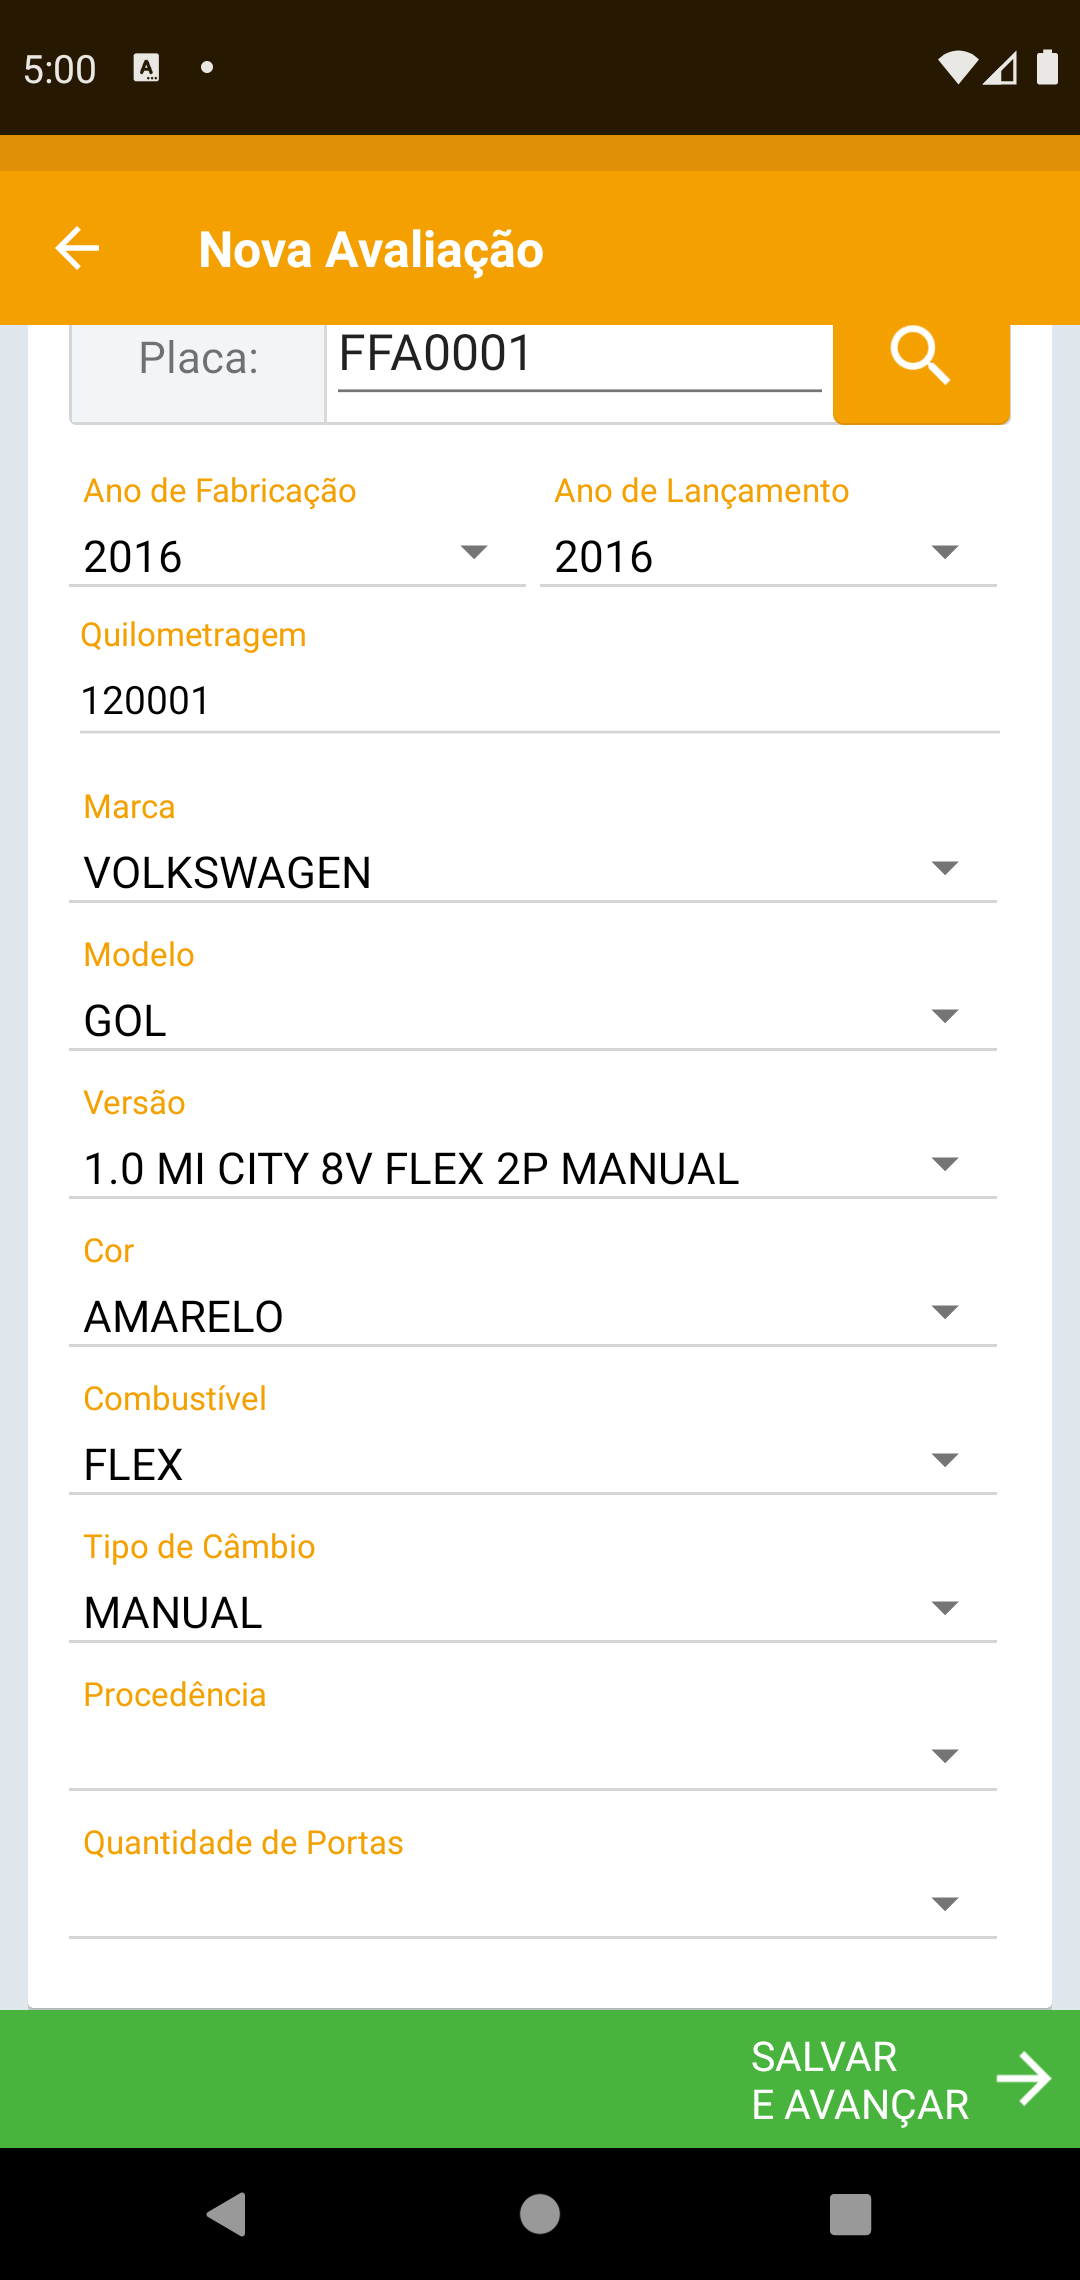 5:00
Nova Avaliação
Placa: FFA0001
Ano de Fabricação Ano de Lançamento
2016 2016
Quilometragem
120001
Marca
VOLKSWAGEN
Modelo
GOL
Versão
1.0 MI CITY 8V FLEX 2P MANUAL
Cor
AMARELO
Combustível
FLEX
Tipo de Câmbio
MANUAL
Procedência
Quantidade de Portas
SALVAR
E AVANÇAR